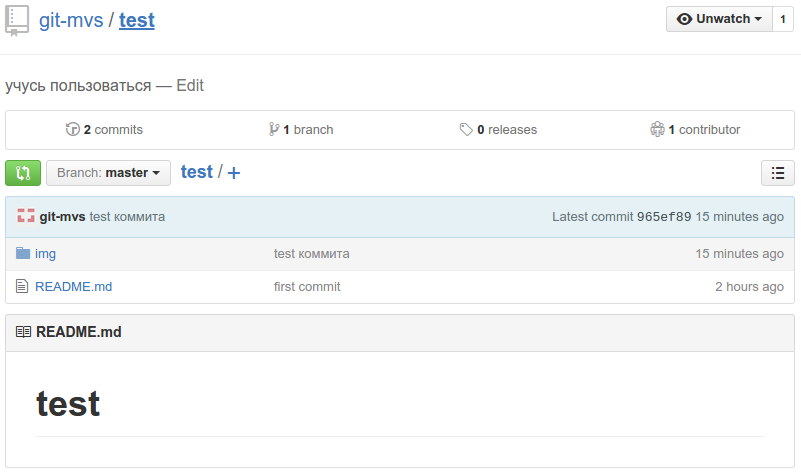 git-mvs / test Unwatch 1
учусь пользоваться — Edit
2 commits 1 branch 0 releases 1 contributor
Branch: master test / +
git-mvs test коммита Latest commit 965ef89 15 minutes ago
img test коммита 15 minutes ago
README.md first commit 2 hours ago
README.md
test